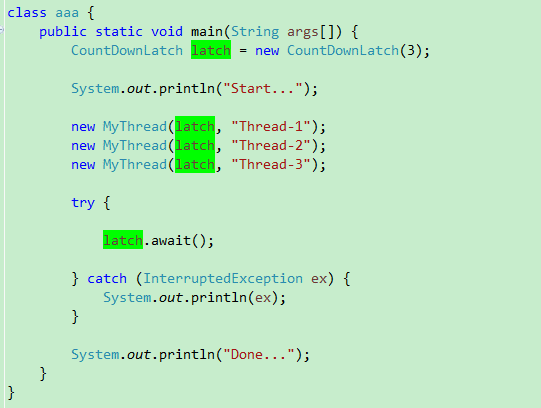 class aaa {
    public static void main(String args[]) {
        CountDownLatch latch = new CountDownLatch(3);
        System.out.println("Start...");
        new MyThread(latch, "Thread-1");
        new MyThread(latch, "Thread-2");
        new MyThread(latch, "Thread-3");
        try {
            latch.await();
        } catch (InterruptedException ex) {
            System.out.println(ex);
        }
        System.out.println("Done...");
    }
}